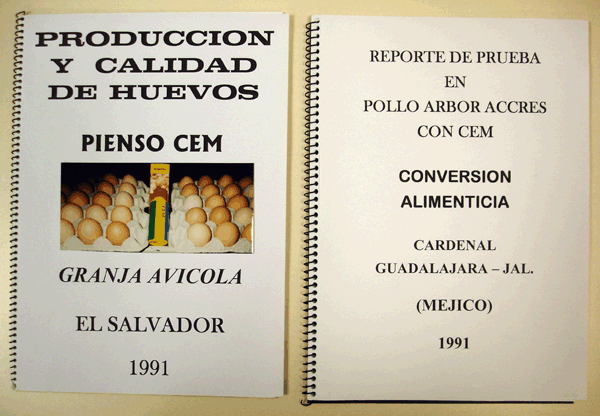 PRODUCCION
Y CALIDAD
DE HUEVOS
PIENSO CEM
GRANJA AVICOLA
EL SALVADOR
1991
REPORTE DE PRUEBA
EN
POLLO ARBOR ACCRES
CON CEM
CONVERSION
ALIMENTICIA
CARDENAL
GUADALAJARA – JAL.
(MEJICO)
1991